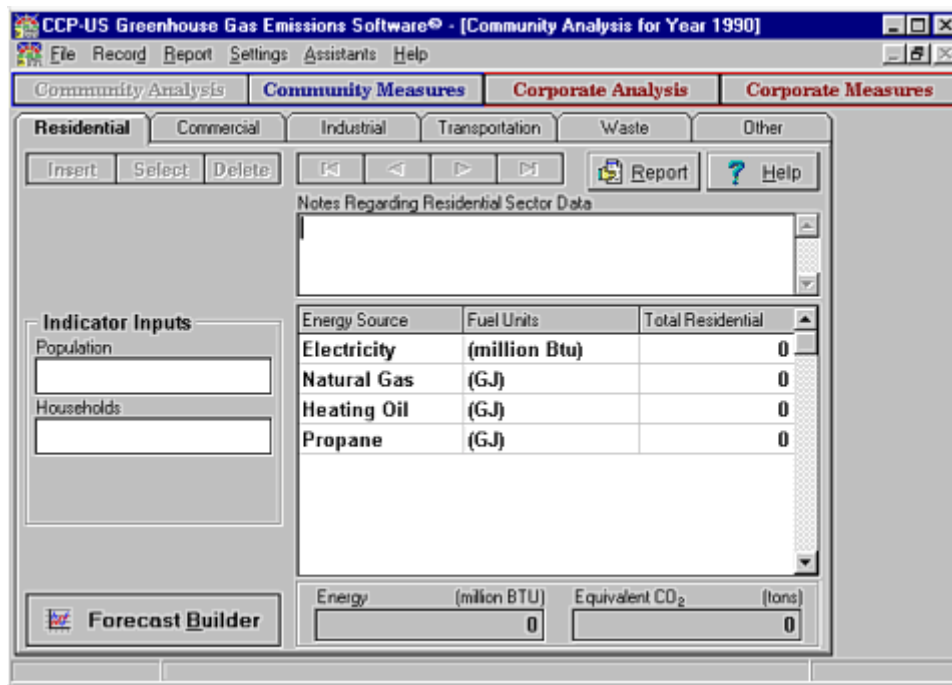 CCP-US Greenhouse Gas Emissions Software© - [Community Analysis for Year 1990]
File Record Report Settings Assistants Help
Community Analysis Community Measures Corporate Analysis Corporate Measures
Residential Commercial Industrial Transportation Waste Other
Insert Select Delete Report Help
Notes Regarding Residential Sector Data
Indicator Inputs
Population
Households
Energy Source Fuel Units Total Residential
Electricity (million Btu) 0
Natural Gas (GJ) 0
Heating Oil (GJ) 0
Propane (GJ) 0
Forecast Builder
Energy (million BTU) Equivalent CO2 (tons)
0 0